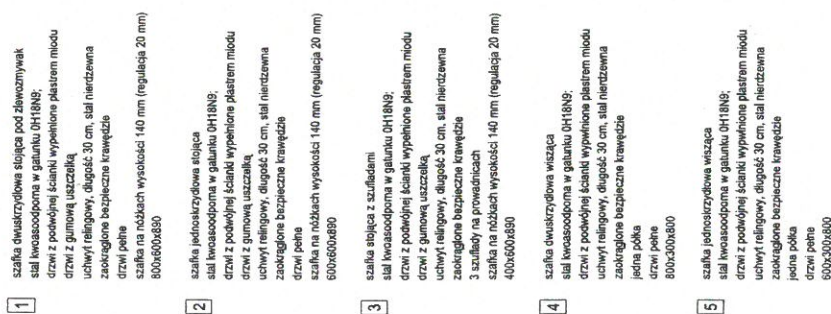 1
szafka dwuskrzydłowa stojąca pod zlewozmywak
stal kwoasoodporna w gatunku 0H18N9;
drzwi z podwójnej ścianki wypełnione plastrem miodu
drzwi z gumową uszczelką
uchwyt relingowy, długość 30 cm, stal nierdzewna
zaokrąglone bezpieczne krawędzie
drzwi pełne
szafka na nóżkach wysokości 140 mm (regulacja 20 mm)
800x600x890
2
szafka jednoskrzydłowa stojąca
stal kwoasoodporna w gatunku 0H18N9;
drzwi z podwójnej ścianki wypełnione plastrem miodu
drzwi z gumową uszczelką
uchwyt relingowy, długość 30 cm, stal nierdzewna
zaokrąglone bezpieczne krawędzie
drzwi pełne
szafka na nóżkach wysokości 140 mm (regulacja 20 mm)
600x600x890
3
szafka stojąca z szufladami
stal kwoasoodporna w gatunku 0H18N9;
drzwi z podwójnej ścianki wypełnione plastrem miodu
drzwi z gumową uszczelką
uchwyt relingowy, długość 30 cm, stal nierdzewna
zaokrąglone bezpieczne krawędzie
3 szuflady na prowadnicach
szafka na nóżkach wysokości 140 mm (regulacja 20 mm)
400x600x890
4
szafka dwuskrzydłowa wisząca
stal kwoasoodporna w gatunku 0H18N9:
drzwi z podwójnej ścianki wypwłnione plastrem miodu
uchwyt relingowy, długość 30 cm, stal nierdzewna
zaokrąglone bezpieczne krawędzie
jedna półka
drzwi pełne
800x300x800
5
szafka jednoskrzydłowa wisząca
stal kwoasoodporna w gatunku 0H18N9;
drzwi z podwójnej ścianki wypełnione plastrem miodu
uchwyt relingowy, długość 30 cm, stal nierdzewna
zaokrąglone bezpieczne krawędzie
jedna półka
drzwi pełne
600x300x800